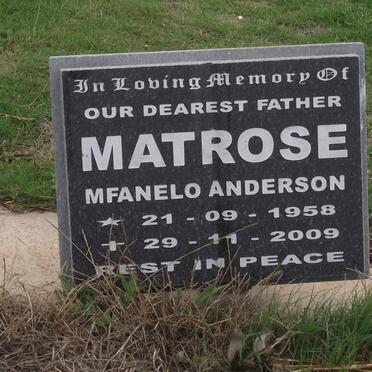 In Loving Memory Of
OUR DEAREST FATHER
MATROSE
MFANELO ANDERSON
★ 21 - 09 - 1958
✝ 29 - 11 - 2009
REST IN PEACE